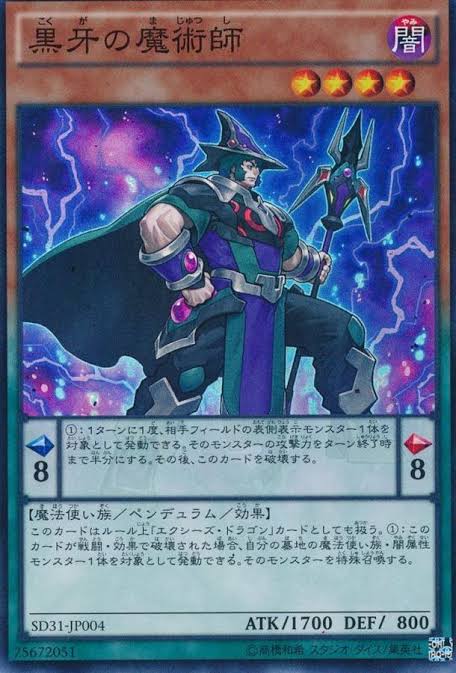 黒牙の魔術師
闇
①:1ターンに1度、相手フィールドの表側表示モンスター1体を
対象として発動できる。そのモンスターの攻撃力をターン終了時
まで半分にする。その後、このカードを破壊する。
8
8
【魔法使い族/ペンデュラム/効果】
このカードはルール上「エクシーズ・ドラゴン」カードとしても扱う。①:この
カードが戦闘・効果で破壊された場合、自分の墓地の魔法使い族・闇属性
モンスター1体を対象として発動できる。そのモンスターを特殊召喚する。
SD31-JP004
ATK/1700 DEF/ 800
75672051
©高橋和希 スタジオ・ダイス/集英社